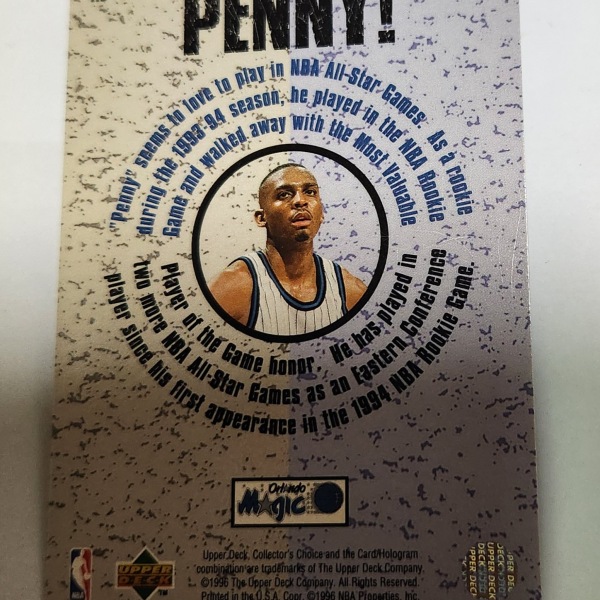 PENNY!
"Penny" seems to love to play in NBA All-Star Games. As a rookie
during the 1993-94 season, he played in the NBA Rookie
Game and walked away with the Most Valuable
Player of the Game honor. He has played in
two more NBA All-Star Games as an Eastern Conference
player since his first appearance in the 1994 NBA Rookie Game.
Orlando
MAGIC
NBA
UPPER
DECK
TM
Upper Deck, Collector's Choice and the Card/Hologram
combination are trademarks of The Upper Deck Company.
©1996 The Upper Deck Company. All Rights Reserved.
Printed in the U.S.A. Corp. ©1996 NBA Properties, Inc.